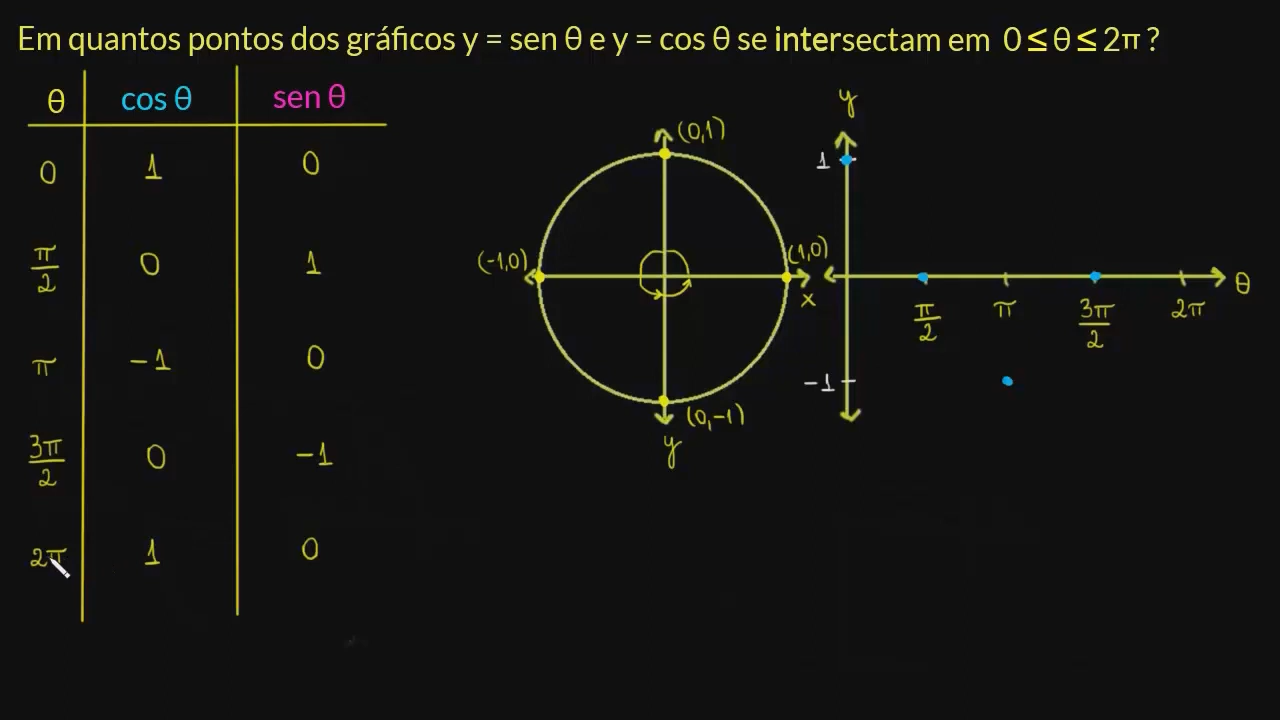 Em quantos pontos dos gráficos y = sen θ e y = cos θ se intersectam em 0 ≤ θ ≤ 2π ?
θ cos θ sen θ
0 1 0
π/2 0 1
π -1 0
3π/2 0 -1
2π 1 0
(0,1)
(-1,0)
(1,0)
x
(0,-1)
y
y
1
-1
π/2 π 3π/2 2π
θ